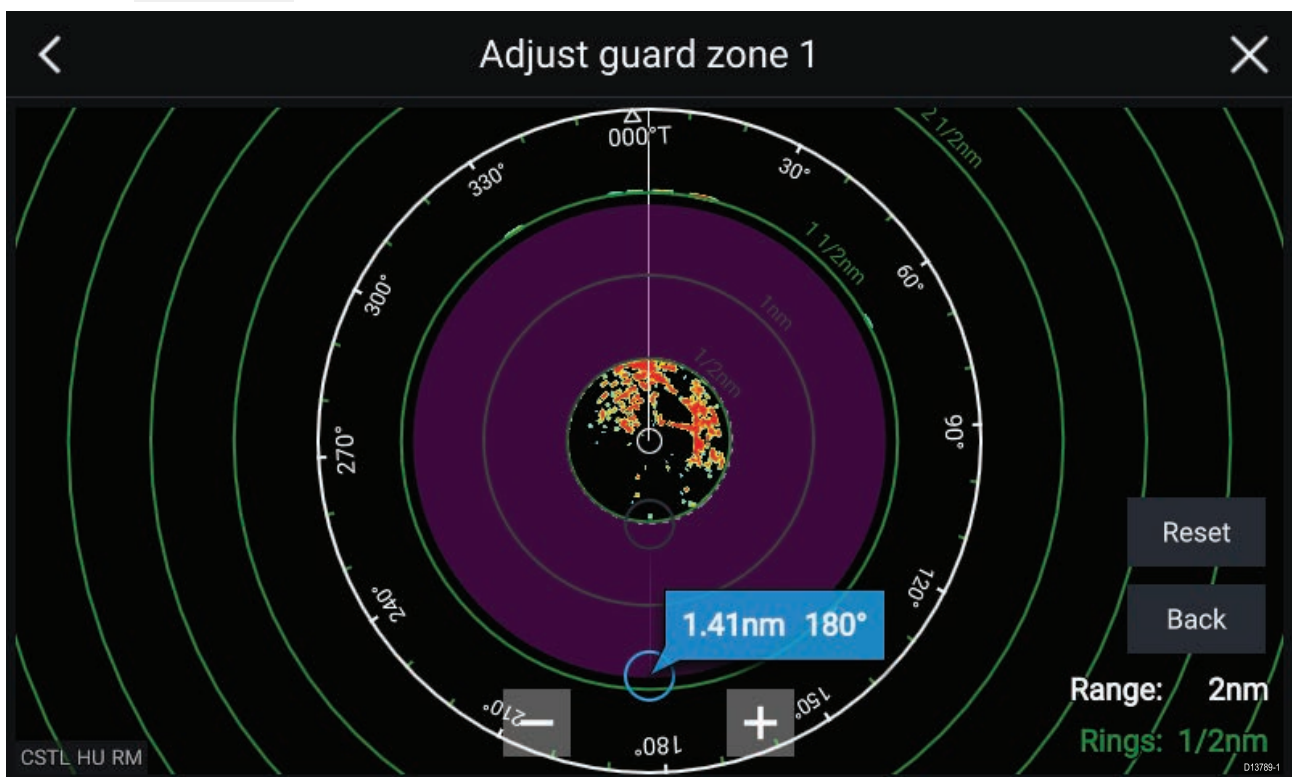 Adjust guard zone 1
000°T
30°
60°
90°
120°
150°
180°
210°
240°
270°
300°
330°
2 1/2nm
1 1/2nm
1nm
1/2nm
1.41nm 180°
Reset
Back
Range: 2nm
Rings: 1/2nm
CSTL HU RM
D13789-1